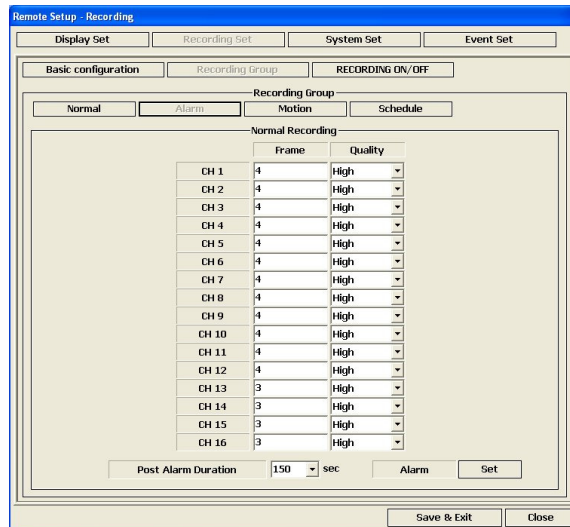 Remote Setup - Recording
Display Set Recording Set System Set Event Set
Basic configuration Recording Group RECORDING ON/OFF
Recording Group
Normal Alarm Motion Schedule
Normal Recording
Frame Quality
CH 1 4 High
CH 2 4 High
CH 3 4 High
CH 4 4 High
CH 5 4 High
CH 6 4 High
CH 7 4 High
CH 8 4 High
CH 9 4 High
CH 10 4 High
CH 11 4 High
CH 12 4 High
CH 13 3 High
CH 14 3 High
CH 15 3 High
CH 16 3 High
Post Alarm Duration 150 sec Alarm Set
Save & Exit Close